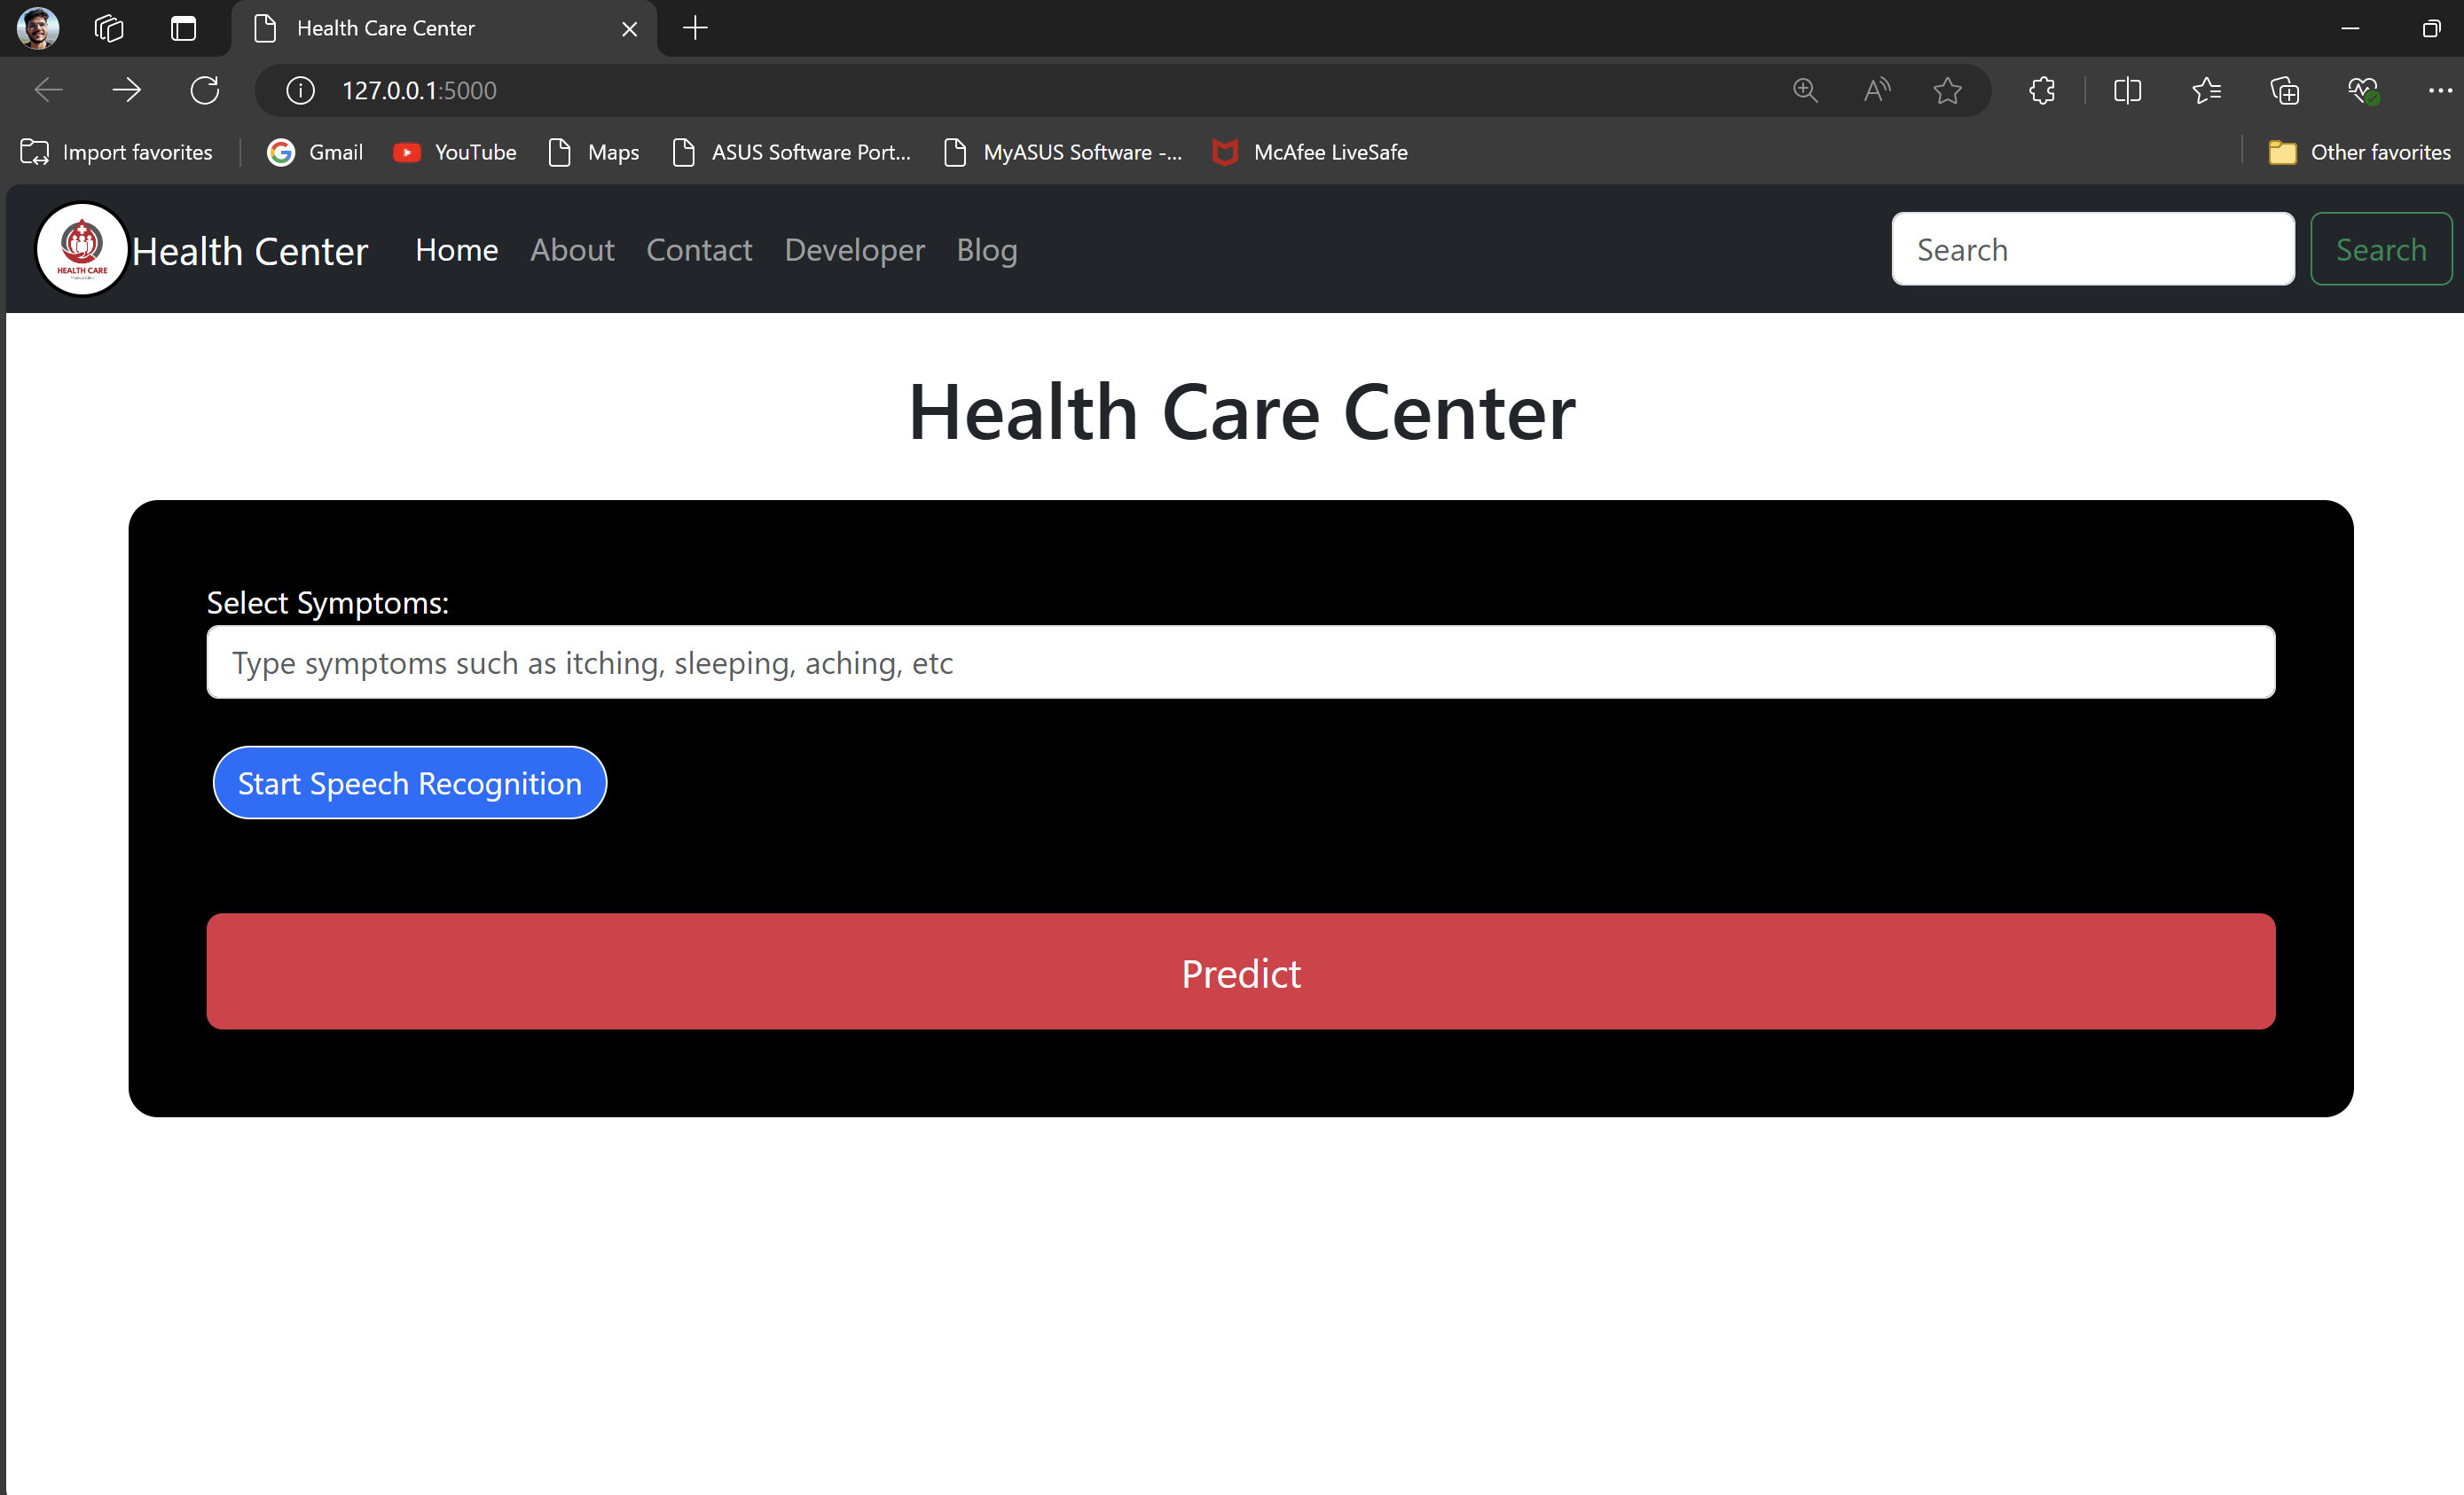 Health Care Center
127.0.0.1:5000
Import favorites Gmail YouTube Maps ASUS Software Port... MyASUS Software -... McAfee LiveSafe Other favorites
HEALTH CARE
Health Center Home About Contact Developer Blog Search Search
Health Care Center
Select Symptoms:
Type symptoms such as itching, sleeping, aching, etc
Start Speech Recognition
Predict